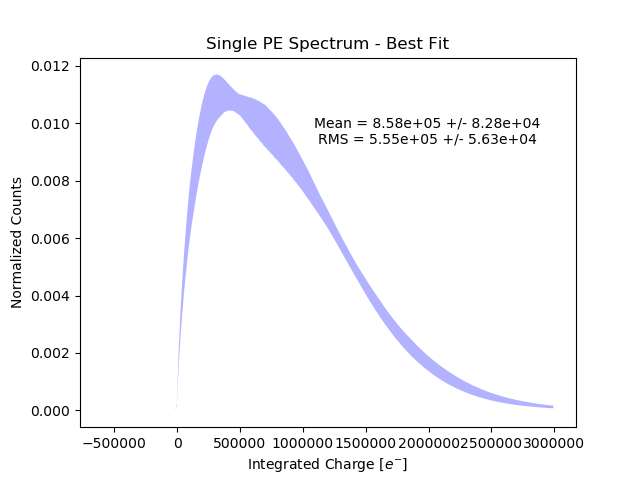 Single PE Spectrum - Best Fit
0.012
0.010
0.008
0.006
0.004
0.002
0.000
Normalized Counts
Mean = 8.58e+05 +/- 8.28e+04
RMS = 5.55e+05 +/- 5.63e+04
−500000 0 500000 1000000 1500000 2000000 2500000 3000000
Integrated Charge [e⁻]